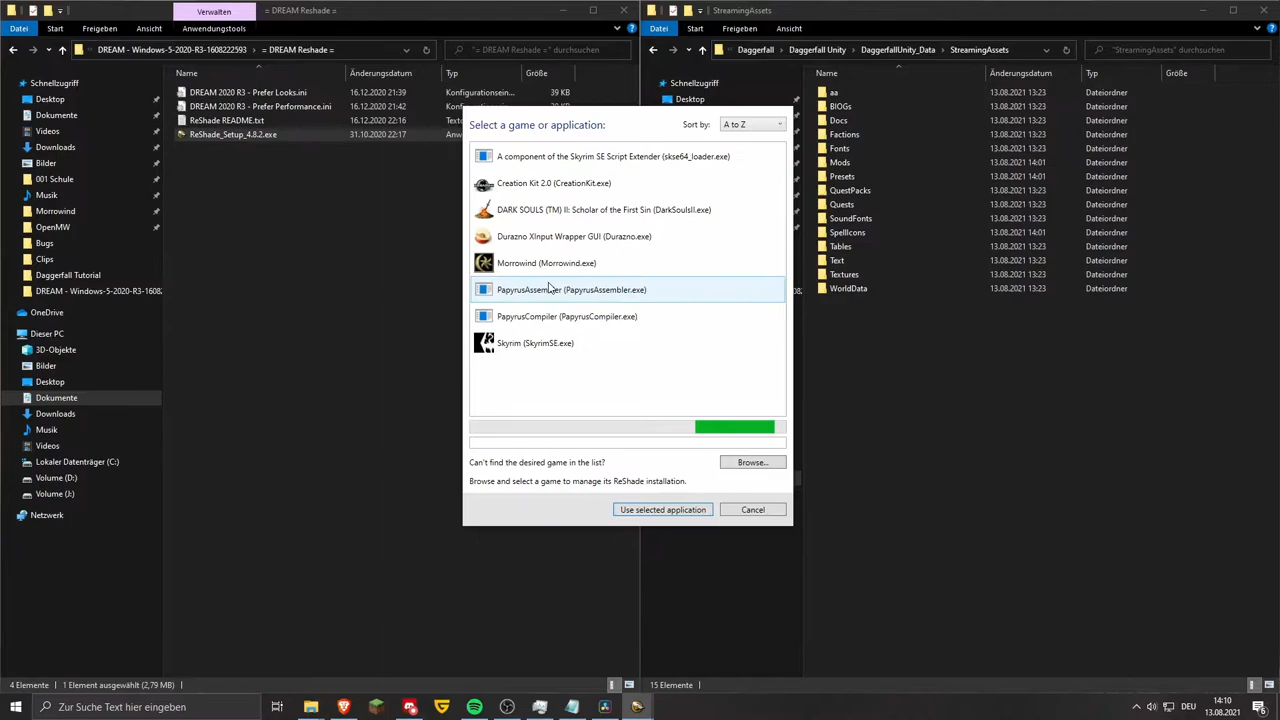 Verwalten
= DREAM Reshade =
Datei
Start
Freigeben
Ansicht
Anwendungstools
DREAM - Windows-5-2020-R3-1608222593 > = DREAM Reshade =
"= DREAM Reshade =" durchsuchen
Name
Änderungsdatum
Typ
Größe
Schnellzugriff
Desktop
Dokumente
Videos
Downloads
Bilder
001 Schule
Musik
Morrowind
OpenMW
Bugs
Clips
Daggerfall Tutorial
DREAM - Windows-5-2020-R3-16082
OneDrive
Dieser PC
3D-Objekte
Bilder
Desktop
Dokumente
Downloads
Musik
Videos
Lokaler Datenträger (C:)
Volume (D:)
Volume (J:)
Netzwerk
DREAM 2020 R3 - Prefer Looks.ini
16.12.2020 21:39
Konfigurationsein...
39 KB
DREAM 2020 R3 - Prefer Performance.ini
16.12.2020 21:42
Konfigurationsein...
38 KB
ReShade README.txt
16.12.2020 22:16
ReShade_Setup_4.8.2.exe
31.10.2020 22:17
4 Elemente
1 Element ausgewählt (2,79 MB)
Select a game or application:
Sort by:
A to Z
A component of the Skyrim SE Script Extender (skse64_loader.exe)
Creation Kit 2.0 (CreationKit.exe)
DARK SOULS (TM) II: Scholar of the First Sin (DarkSoulsII.exe)
Durazno XInput Wrapper GUI (Durazno.exe)
Morrowind (Morrowind.exe)
PapyrusAssembler (PapyrusAssembler.exe)
PapyrusCompiler (PapyrusCompiler.exe)
Skyrim (SkyrimSE.exe)
Can't find the desired game in the list?
Browse...
Browse and select a game to manage its ReShade installation.
Use selected application
Cancel
StreamingAssets
Datei
Start
Freigeben
Ansicht
Daggerfall > Daggerfall Unity > DaggerfallUnity_Data > StreamingAssets
"StreamingAssets" durchsuchen
Name
Änderungsdatum
Typ
Größe
Schnellzugriff
Desktop
aa
13.08.2021 13:23
Dateiordner
BIOGs
13.08.2021 13:23
Dateiordner
Docs
13.08.2021 13:23
Dateiordner
Factions
13.08.2021 13:23
Dateiordner
Fonts
13.08.2021 13:23
Dateiordner
Mods
13.08.2021 14:01
Dateiordner
Presets
13.08.2021 14:01
Dateiordner
QuestPacks
13.08.2021 13:23
Dateiordner
Quests
13.08.2021 13:23
Dateiordner
SoundFonts
13.08.2021 13:23
Dateiordner
SpellIcons
13.08.2021 14:01
Dateiordner
Tables
13.08.2021 13:23
Dateiordner
Text
13.08.2021 13:23
Dateiordner
Textures
13.08.2021 13:23
Dateiordner
WorldData
13.08.2021 13:23
Dateiordner
15 Elemente
Zur Suche Text hier eingeben
DEU
14:10
13.08.2021